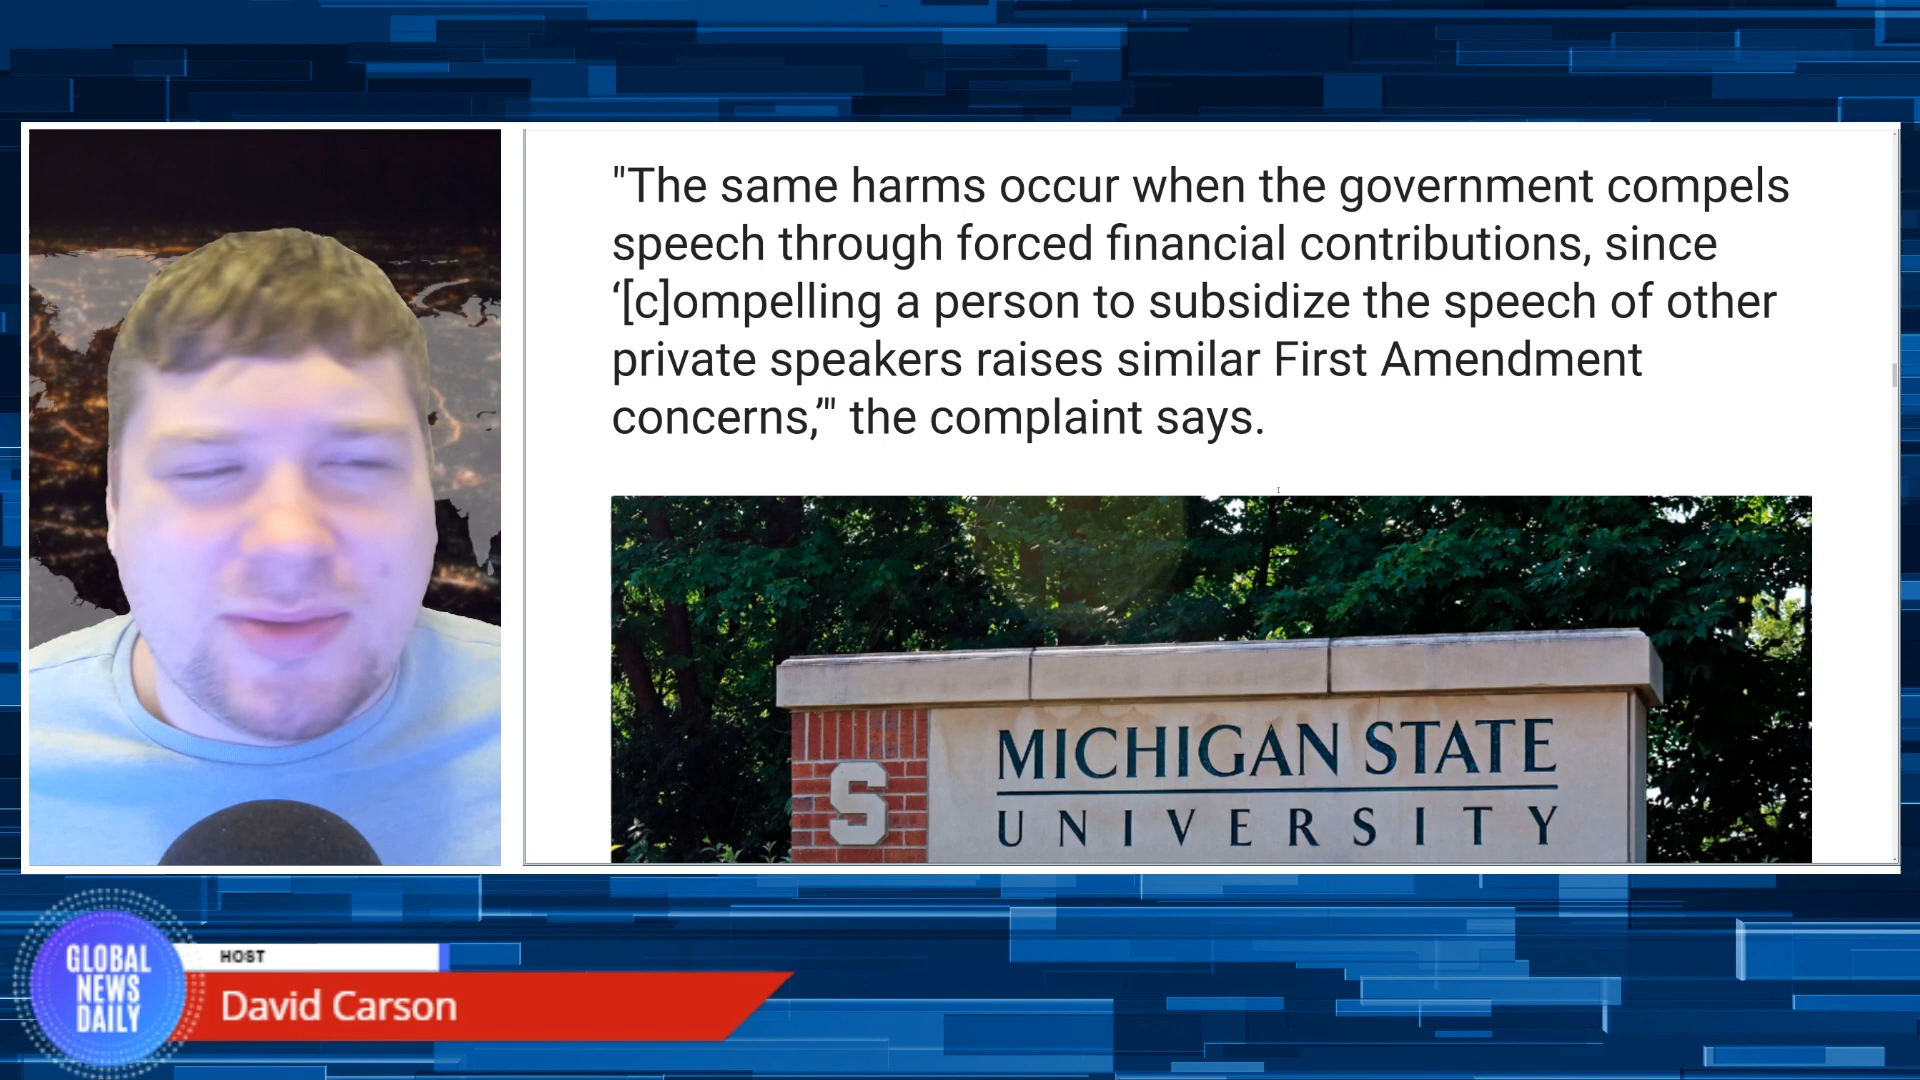 "The same harms occur when the government compels
speech through forced financial contributions, since
‘[c]ompelling a person to subsidize the speech of other
private speakers raises similar First Amendment
concerns,’" the complaint says.
S
MICHIGAN STATE
UNIVERSITY
GLOBAL
NEWS
DAILY
HOST
David Carson